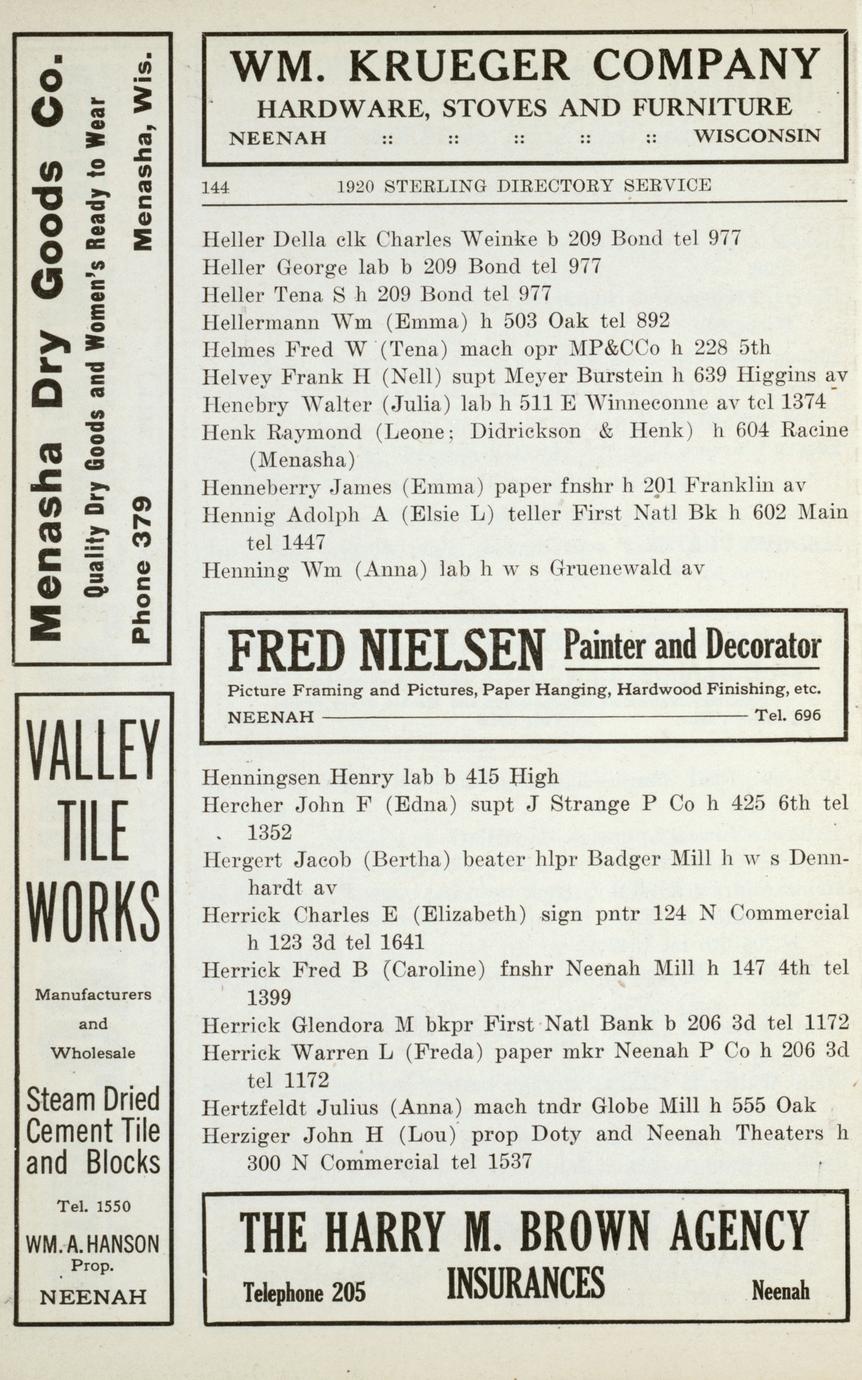 Menasha Dry Goods Co.
Quality Dry Goods and Women's Ready to Wear
Phone 379 Menasha, Wis.
VALLEY
TILE
WORKS
Manufacturers
and
Wholesale
Steam Dried
Cement Tile
and Blocks
Tel. 1550
WM. A. HANSON
Prop.
NEENAH
WM. KRUEGER COMPANY
HARDWARE, STOVES AND FURNITURE
NEENAH :: :: :: :: :: WISCONSIN
144 1920 STERLING DIRECTORY SERVICE
Heller Della clk Charles Weinke b 209 Bond tel 977
Heller George lab b 209 Bond tel 977
Heller Tena S h 209 Bond tel 977
Hellermann Wm (Emma) h 503 Oak tel 892
Helmes Fred W (Tena) mach opr MP&CCo h 228 5th
Helvey Frank H (Nell) supt Meyer Burstein h 639 Higgins av
Henebry Walter (Julia) lab h 511 E Winneconne av tel 1374
Henk Raymond (Leone; Didrickson & Henk) h 604 Racine
(Menasha)
Henneberry James (Emma) paper fnshr h 201 Franklin av
Hennig Adolph A (Elsie L) teller First Natl Bk h 602 Main
tel 1447
Henning Wm (Anna) lab h w s Gruenewald av
FRED NIELSEN Painter and Decorator
Picture Framing and Pictures, Paper Hanging, Hardwood Finishing, etc.
NEENAH Tel. 696
Henningsen Henry lab b 415 High
Hercher John F (Edna) supt J Strange P Co h 425 6th tel
1352
Hergert Jacob (Bertha) beater hlpr Badger Mill h w s Denn-
hardt av
Herrick Charles E (Elizabeth) sign pntr 124 N Commercial
h 123 3d tel 1641
Herrick Fred B (Caroline) fnshr Neenah Mill h 147 4th tel
1399
Herrick Glendora M bkpr First Natl Bank b 206 3d tel 1172
Herrick Warren L (Freda) paper mkr Neenah P Co h 206 3d
tel 1172
Hertzfeldt Julius (Anna) mach tndr Globe Mill h 555 Oak
Herziger John H (Lou) prop Doty and Neenah Theaters h
300 N Commercial tel 1537
THE HARRY M. BROWN AGENCY
Telephone 205 INSURANCES Neenah